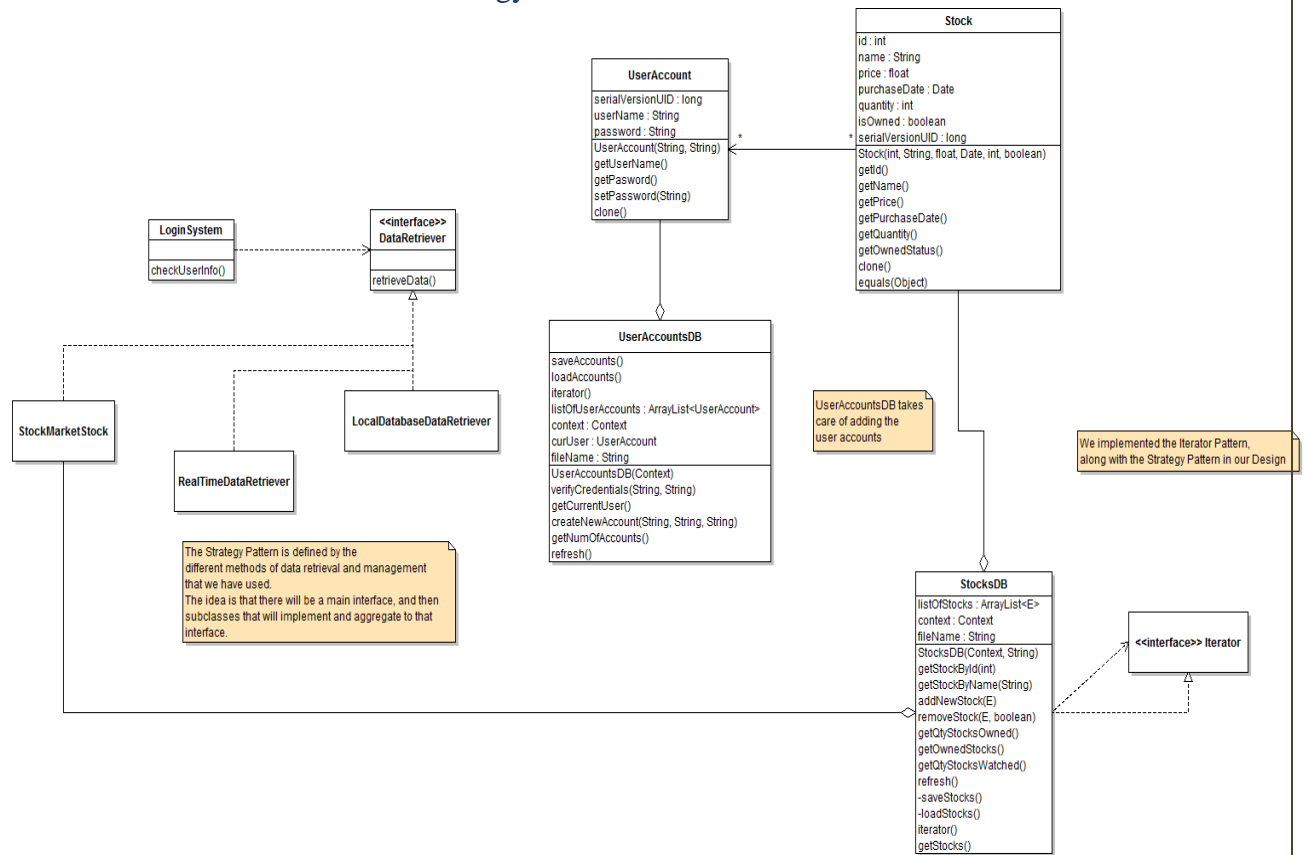 egy
Stock
id : int
name : String
price : float
purchaseDate : Date
quantity : int
isOwned : boolean
serialVersionUID : long
Stock(int, String, float, Date, int, boolean)
getId()
getName()
getPrice()
getPurchaseDate()
getQuantity()
getOwnedStatus()
clone()
equals(Object)
UserAccount
serialVersionUID : long
userName : String
password : String
UserAccount(String, String)
getUserName()
getPasword()
setPassword(String)
clone()
* *
LoginSystem
checkUserInfo()
<<interface>>
DataRetriever
retrieveData()
StockMarketStock
RealTimeDataRetriever
LocalDatabaseDataRetriever
UserAccountsDB
saveAccounts()
loadAccounts()
iterator()
listOfUserAccounts : ArrayList<UserAccount>
context : Context
curUser : UserAccount
fileName : String
UserAccountsDB(Context)
verifyCredentials(String, String)
getCurrentUser()
createNewAccount(String, String, String)
getNumOfAccounts()
refresh()
UserAccountsDB takes
care of adding the
user accounts
We implemented the Iterator Pattern,
along with the Strategy Pattern in our Design
The Strategy Pattern is defined by the
different methods of data retrieval and management
that we have used.
The idea is that there will be a main interface, and then
subclasses that will implement and aggregate to that
interface.
StocksDB
listOfStocks : ArrayList<E>
context : Context
fileName : String
StocksDB(Context, String)
getStockById(int)
getStockByName(String)
addNewStock(E)
removeStock(E, boolean)
getQtyStocksOwned()
getOwnedStocks()
getQtyStocksWatched()
refresh()
-saveStocks()
-loadStocks()
iterator()
getStocks()
<<interface>> Iterator